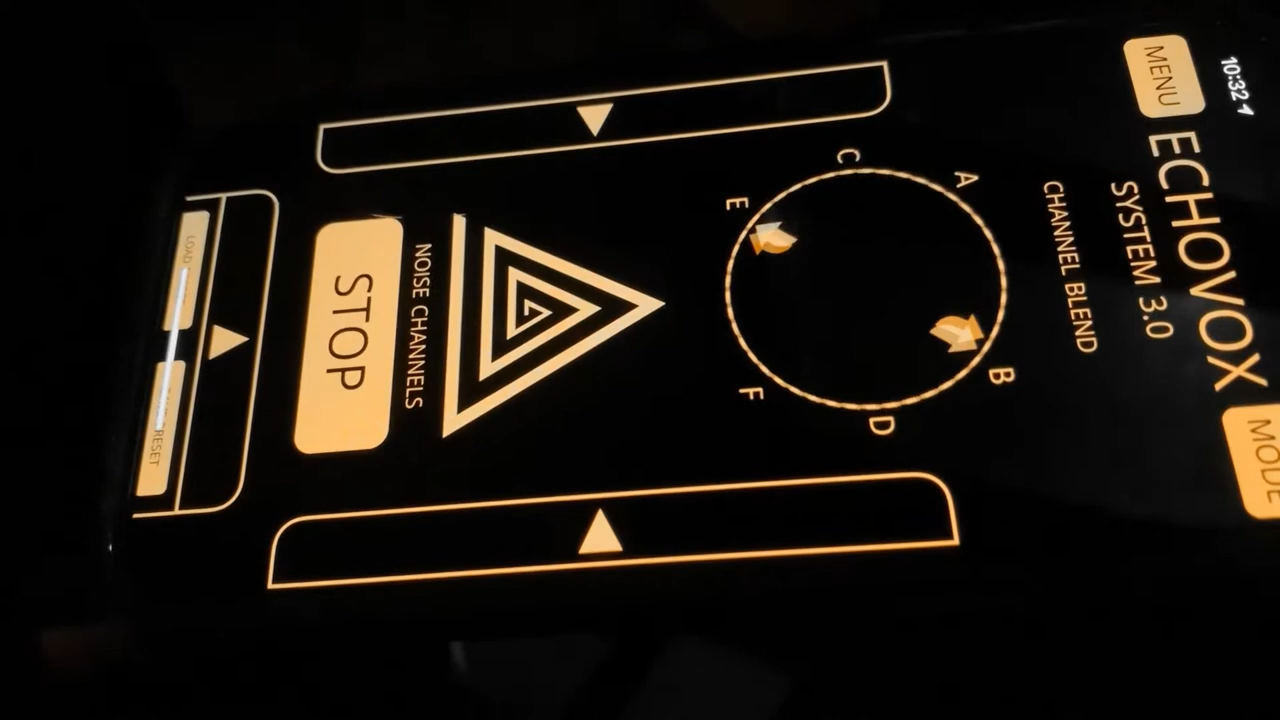 10:32
MENU
ECHOVOX
MODE
SYSTEM 3.0
CHANNEL BLEND
A
B
C
D
E
F
NOISE CHANNELS
STOP
LOAD
RESET